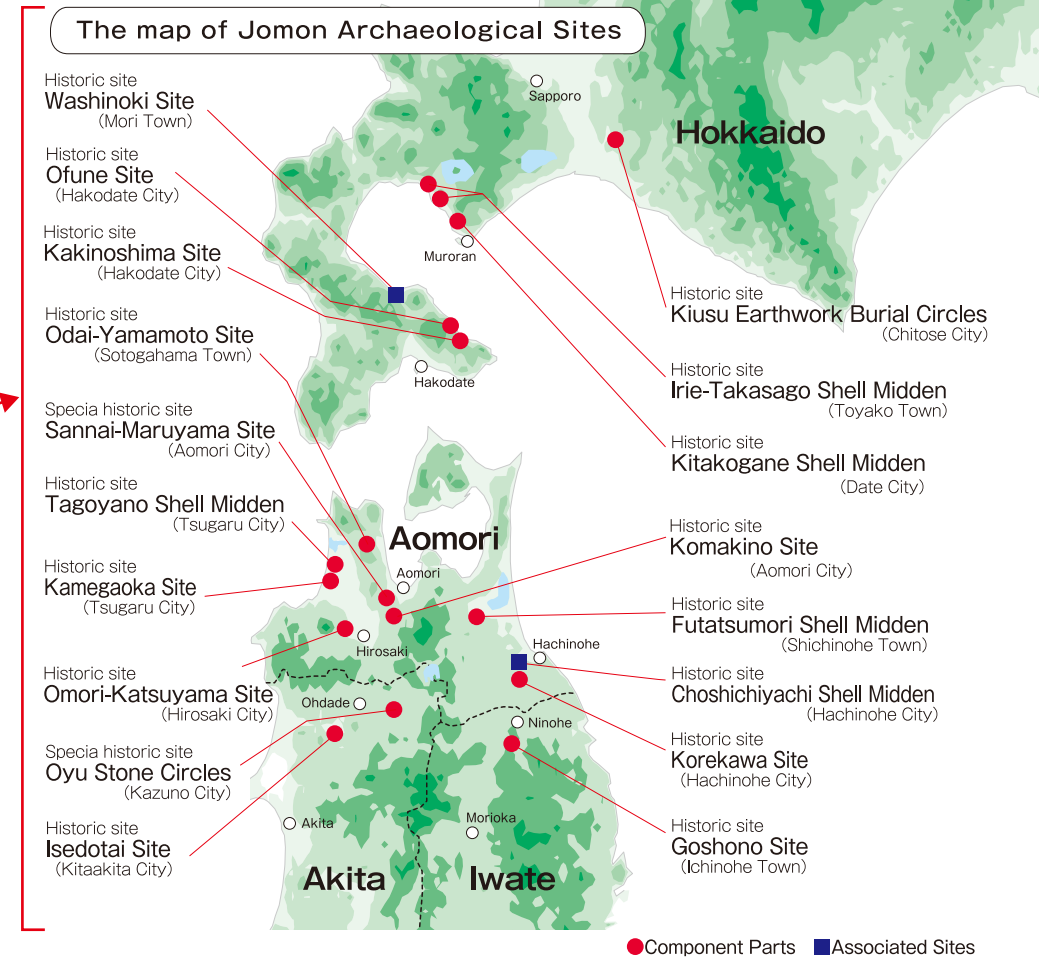 The map of Jomon Archaeological Sites
Historic site
Washinoki Site
(Mori Town)
Historic site
Ofune Site
(Hakodate City)
Historic site
Kakinoshima Site
(Hakodate City)
Historic site
Odai-Yamamoto Site
(Sotogahama Town)
Specia historic site
Sannai-Maruyama Site
(Aomori City)
Historic site
Tagoyano Shell Midden
(Tsugaru City)
Historic site
Kamegaoka Site
(Tsugaru City)
Historic site
Omori-Katsuyama Site
(Hirosaki City)
Specia historic site
Oyu Stone Circles
(Kazuno City)
Historic site
Isedotai Site
(Kitaakita City)
Sapporo
Hokkaido
Muroran
Hakodate
Aomori
Aomori
Hirosaki
Hachinohe
Ohdade
Ninohe
Akita
Morioka
Akita
Iwate
Historic site
Kiusu Earthwork Burial Circles
(Chitose City)
Historic site
Irie-Takasago Shell Midden
(Toyako Town)
Historic site
Kitakogane Shell Midden
(Date City)
Historic site
Komakino Site
(Aomori City)
Historic site
Futatsumori Shell Midden
(Shichinohe Town)
Historic site
Choshichiyachi Shell Midden
(Hachinohe City)
Historic site
Korekawa Site
(Hachinohe City)
Historic site
Goshono Site
(Ichinohe Town)
Component Parts
Associated Sites